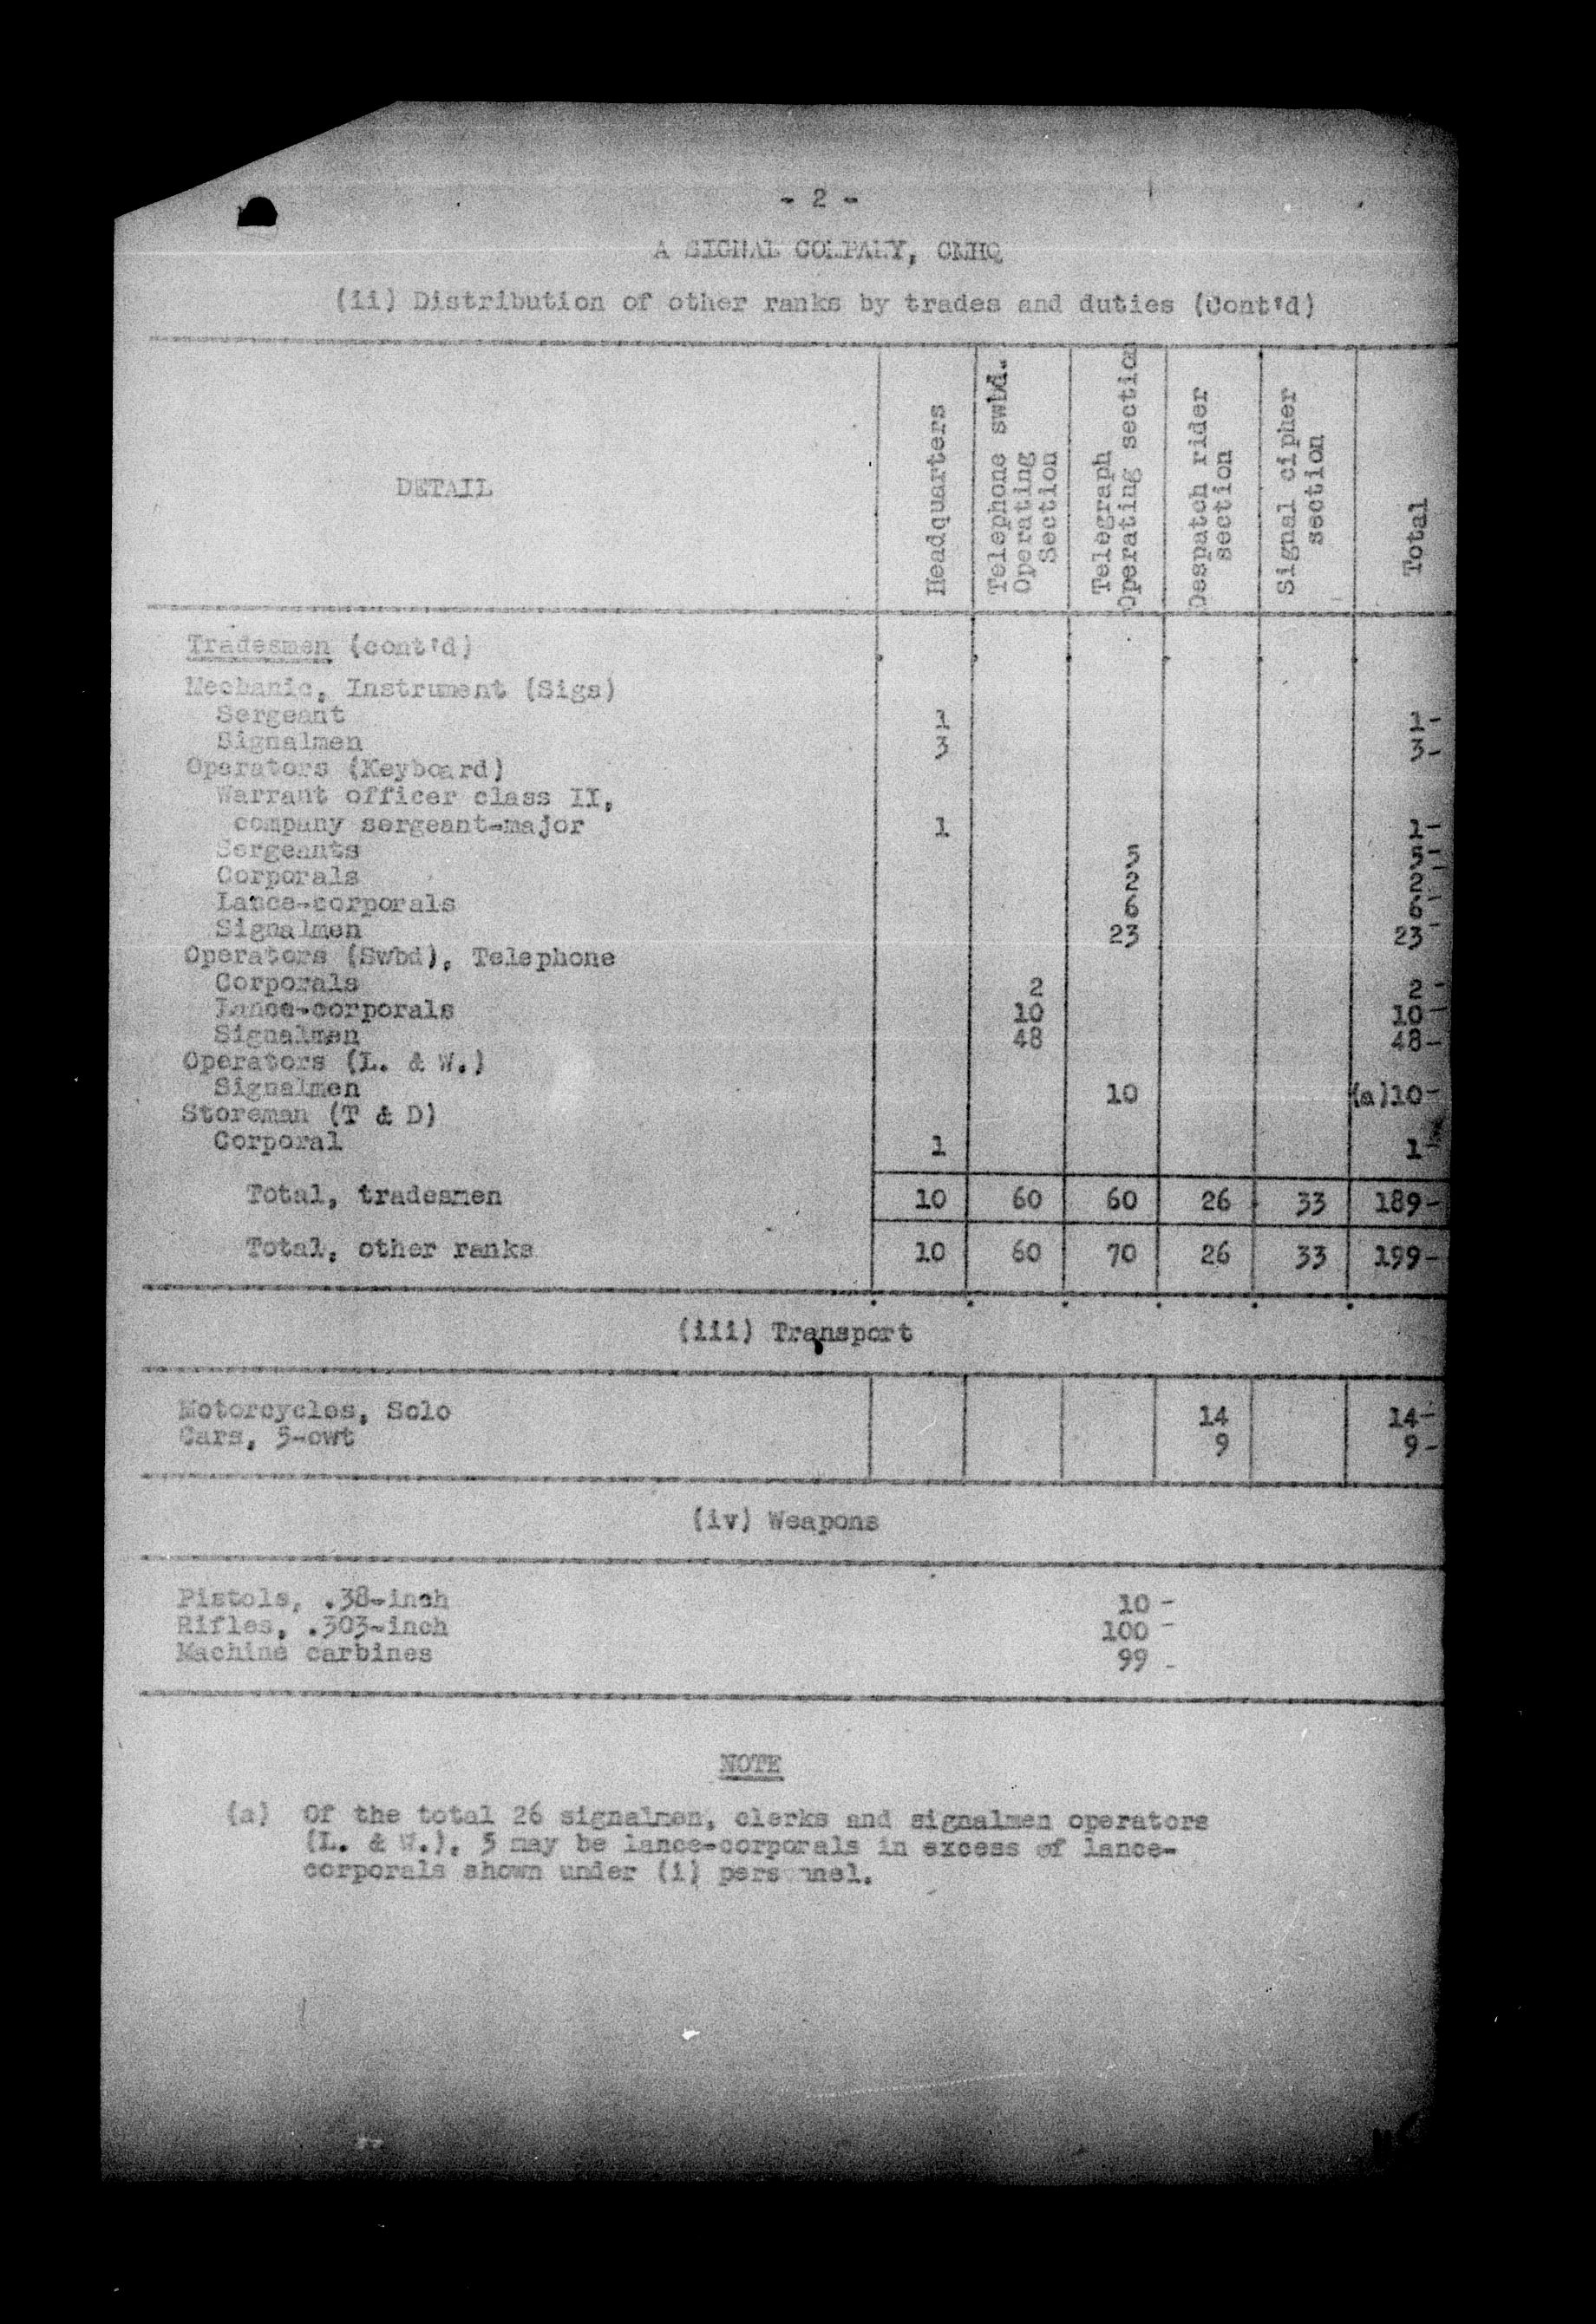 - 2 -
A SIGNAL COMPANY, CMHQ
(ii) Distribution of other ranks by trades and duties (Cont'd)
DETAIL
Headquarters
Telephone swbd.
Operating
Section
Telegraph
Operating section
Despatch rider
section
Signal cipher
section
Total
Tradesmen (cont'd)
Mechanic, Instrument (Sigs)
Sergeant 1 1-
Signalmen 3 3-
Operators (Keyboard)
Warrant officer class II,
company sergeant-major 1 1-
Sergeants 5 5-
Corporals 2 2-
Lance-corporals 6 6-
Signalmen 23 23-
Operators (Swbd), Telephone
Corporals 2 2-
Lance-corporals 10 10-
Signalmen 48 48-
Operators (L. & W.)
Signalmen 10 (a)10-
Storeman (T & D)
Corporal 1 1-
Total, tradesmen 10 60 60 26 33 189-
Total, other ranks 10 60 70 26 33 199-
(iii) Transport
Motorcycles, Solo 14 14-
Cars, 5-cwt 9 9-
(iv) Weapons
Pistols, .38-inch 10 -
Rifles, .303-inch 100 -
Machine carbines 99 -
NOTE
(a) Of the total 26 signalmen, clerks and signalmen operators
(L. & W.), 5 may be lance-corporals in excess of lance-
corporals shown under (i) personnel.